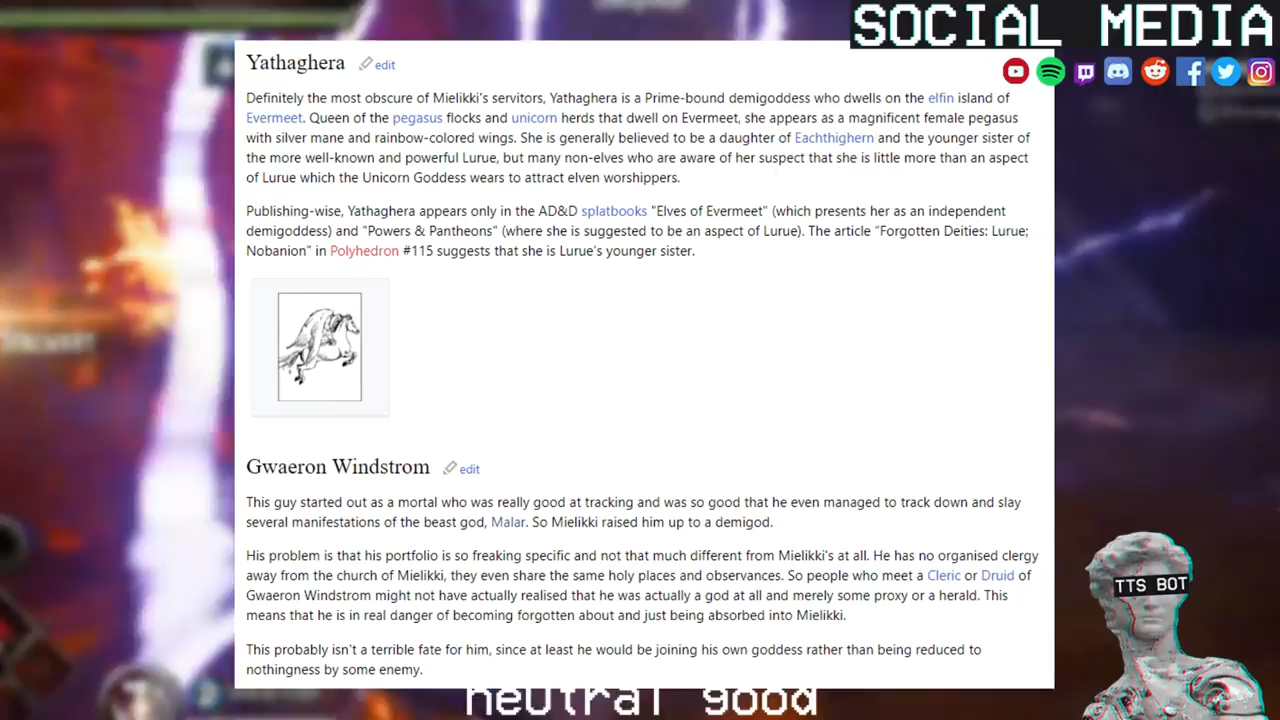 SOCIAL MEDIA
Yathaghera edit
Definitely the most obscure of Mielikki's servitors, Yathaghera is a Prime-bound demigoddess who dwells on the elfin island of
Evermeet. Queen of the pegasus flocks and unicorn herds that dwell on Evermeet, she appears as a magnificent female pegasus
with silver mane and rainbow-colored wings. She is generally believed to be a daughter of Eachthighern and the younger sister of
the more well-known and powerful Lurue, but many non-elves who are aware of her suspect that she is little more than an aspect
of Lurue which the Unicorn Goddess wears to attract elven worshippers.
Publishing-wise, Yathaghera appears only in the AD&D splatbooks "Elves of Evermeet" (which presents her as an independent
demigoddess) and "Powers & Pantheons" (where she is suggested to be an aspect of Lurue). The article "Forgotten Deities: Lurue;
Nobanion" in Polyhedron #115 suggests that she is Lurue's younger sister.
Gwaeron Windstrom edit
This guy started out as a mortal who was really good at tracking and was so good that he even managed to track down and slay
several manifestations of the beast god, Malar. So Mielikki raised him up to a demigod.
His problem is that his portfolio is so freaking specific and not that much different from Mielikki's at all. He has no organised clergy
away from the church of Mielikki, they even share the same holy places and observances. So people who meet a Cleric or Druid of
Gwaeron Windstrom might not have actually realised that he was actually a god at all and merely some proxy or a herald. This
means that he is in real danger of becoming forgotten about and just being absorbed into Mielikki.
This probably isn't a terrible fate for him, since at least he would be joining his own goddess rather than being reduced to
nothingness by some enemy.
TTS BOT
neutral good